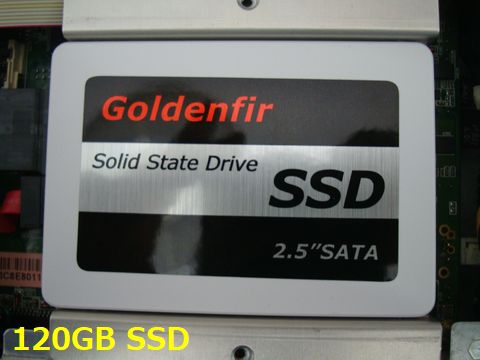 Goldenfir
Solid State Drive
SSD
2.5"SATA
120GB SSD